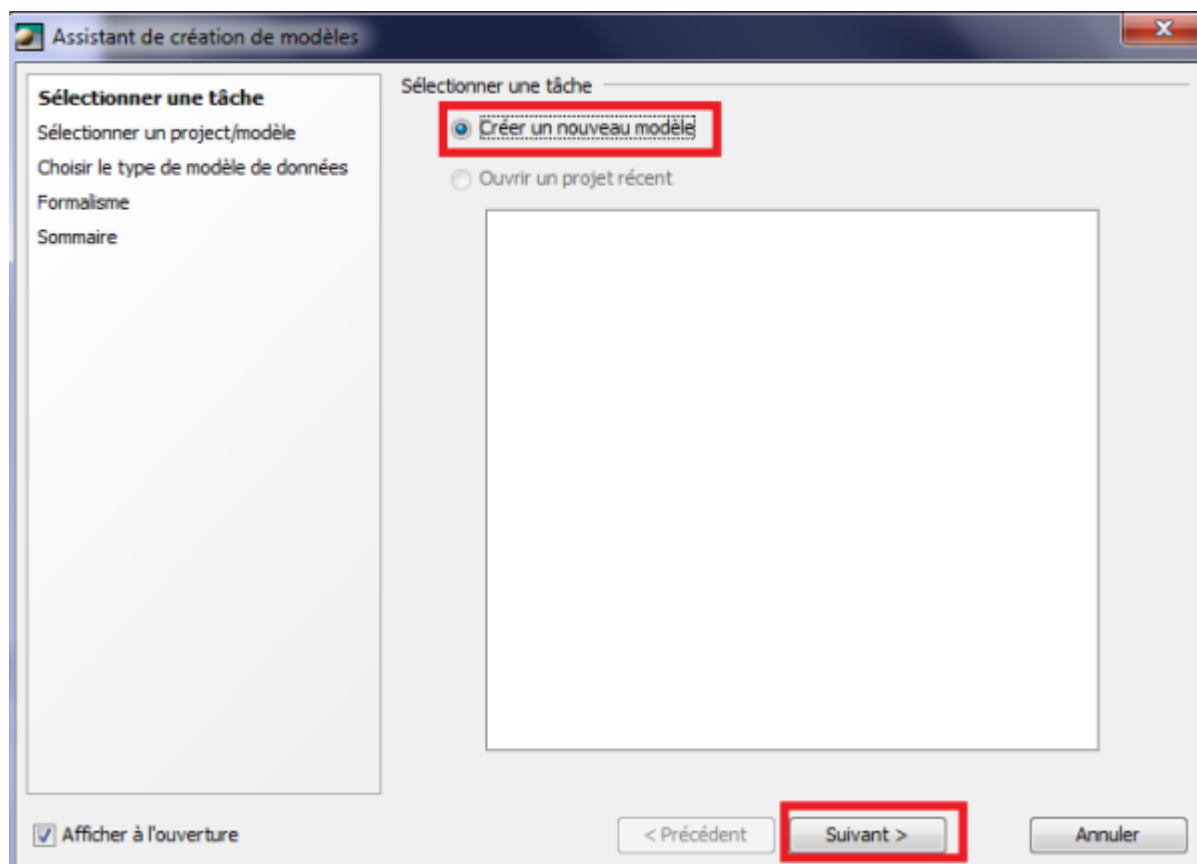 Assistant de création de modèles
Sélectionner une tâche
Sélectionner un project/modèle
Choisir le type de modèle de données
Formalisme
Sommaire
Sélectionner une tâche
Créer un nouveau modèle
Ouvrir un projet récent
Afficher à l'ouverture
< Précédent
Suivant >
Annuler